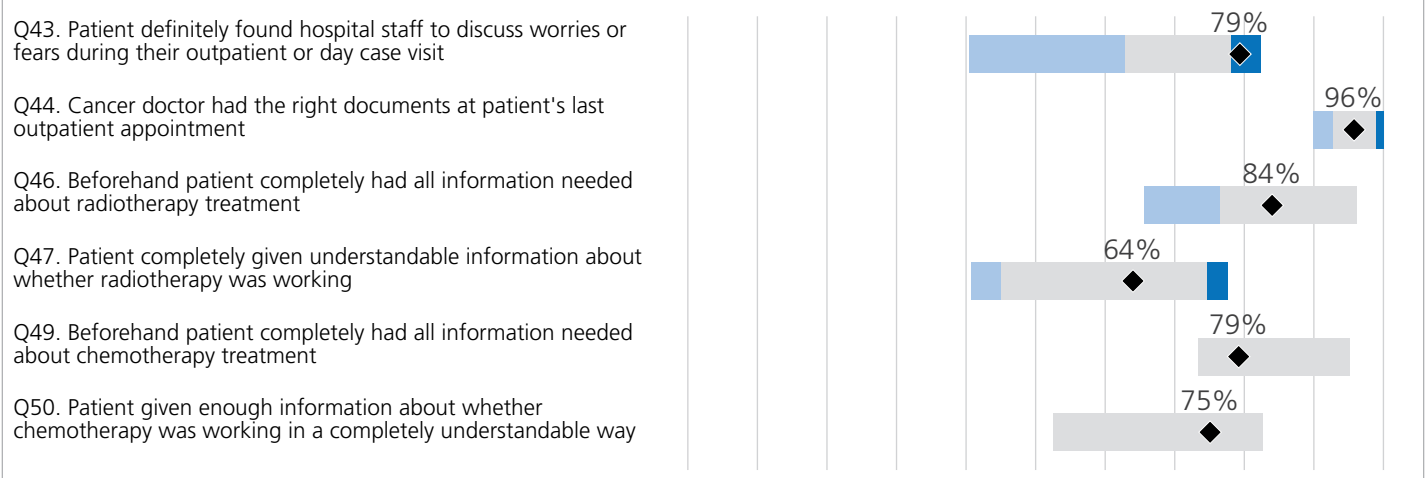 Q43. Patient definitely found hospital staff to discuss worries or
fears during their outpatient or day case visit
79%
Q44. Cancer doctor had the right documents at patient's last
outpatient appointment
96%
Q46. Beforehand patient completely had all information needed
about radiotherapy treatment
84%
Q47. Patient completely given understandable information about
whether radiotherapy was working
64%
Q49. Beforehand patient completely had all information needed
about chemotherapy treatment
79%
Q50. Patient given enough information about whether
chemotherapy was working in a completely understandable way
75%